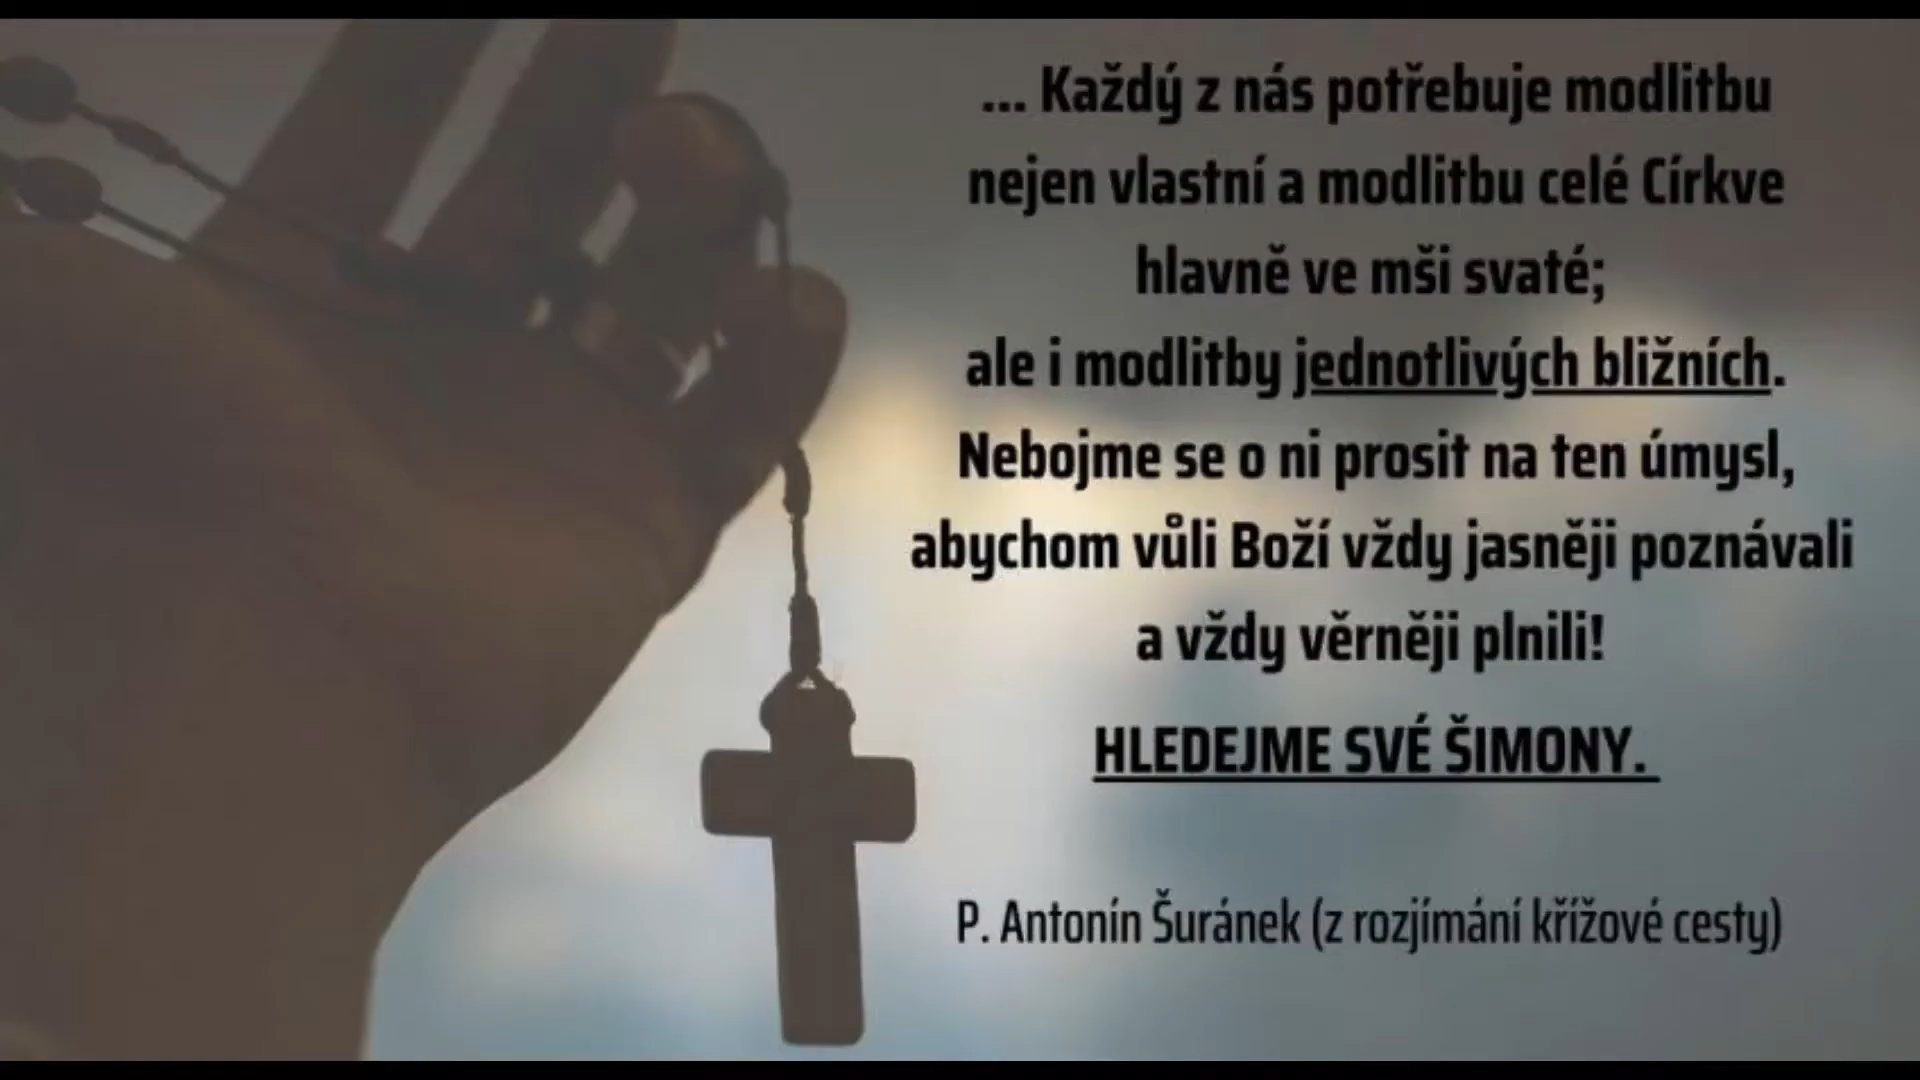 ... Každý z nás potřebuje modlitbu
nejen vlastní a modlitbu celé Církve
hlavně ve mši svaté;
ale i modlitby jednotlivých bližních.
Nebojme se o ni prosit na ten úmysl,
abychom vůli Boží vždy jasněji poznávali
a vždy věrněji plnili!
HLEDEJME SVÉ ŠIMONY.
P. Antonín Šuránek (z rozjímání křížové cesty)